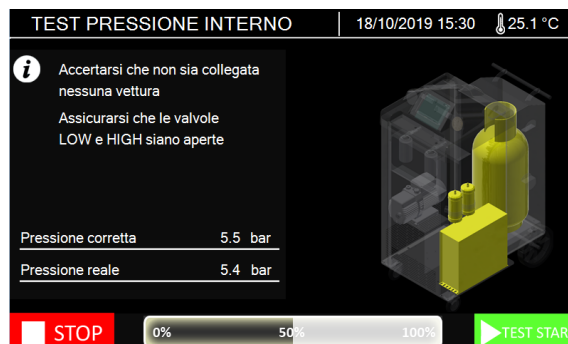 TEST PRESSIONE INTERNO
18/10/2019 15:30
25.1 °C
i
Accertarsi che non sia collegata
nessuna vettura
Assicurarsi che le valvole
LOW e HIGH siano aperte
Pressione corretta 5.5 bar
Pressione reale 5.4 bar
STOP
0% 50% 100%
TEST STAR